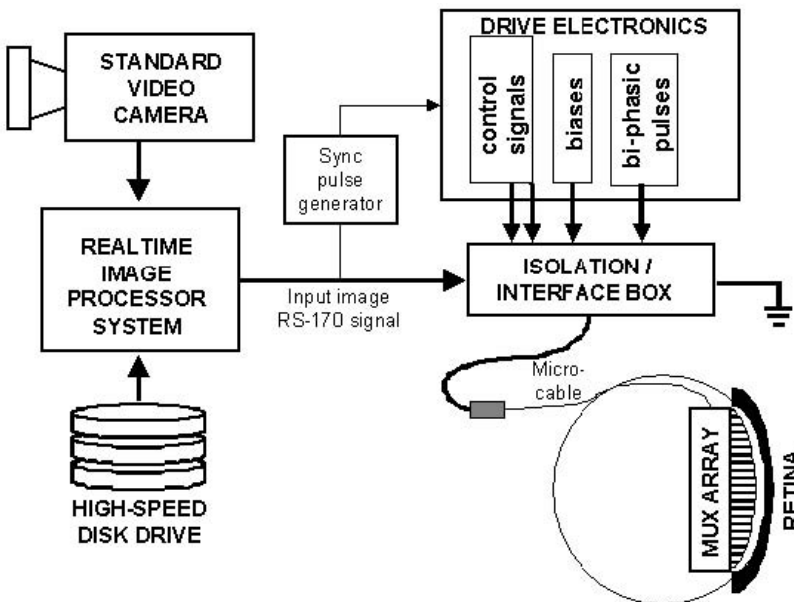 STANDARD
VIDEO
CAMERA
DRIVE ELECTRONICS
control
signals
biases
bi-phasic
pulses
Sync
pulse
generator
REALTIME
IMAGE
PROCESSOR
SYSTEM
Input image
RS-170 signal
ISOLATION /
INTERFACE BOX
Micro-
cable
MUX ARRAY
RETINA
HIGH-SPEED
DISK DRIVE